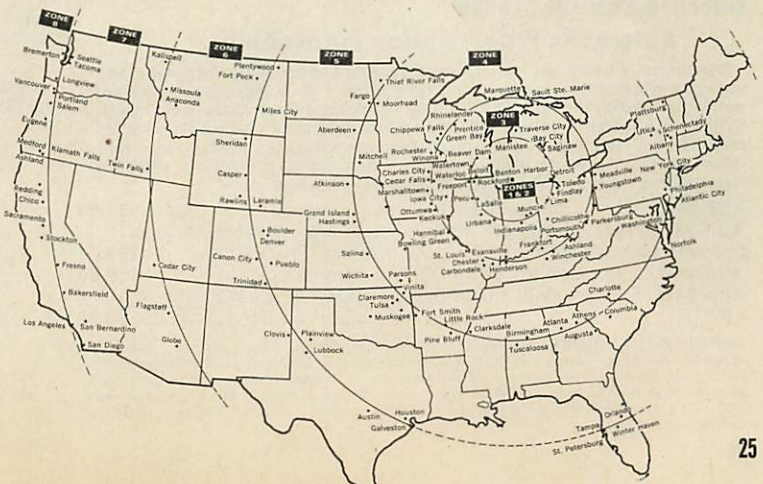 ZONE 8
ZONE 7
ZONE 6
ZONE 5
ZONE 4
ZONE 3
ZONES 1 & 2
Bremerton
Seattle
Tacoma
Longview
Vancouver
Portland
Salem
Eugene
Medford
Ashland
Klamath Falls
Twin Falls
Redding
Chico
Sacramento
Stockton
Fresno
Bakersfield
Los Angeles
San Bernardino
San Diego
Kalispell
Missoula
Anaconda
Plentywood
Fort Peck
Miles City
Sheridan
Casper
Rawlins
Laramie
Boulder
Denver
Canon City
Pueblo
Trinidad
Cedar City
Flagstaff
Globe
Clovis
Plainview
Lubbock
Austin
Houston
Galveston
Thief River Falls
Fargo
Moorhead
Aberdeen
Mitchell
Atkinson
Grand Island
Hastings
Salina
Wichita
Parsons
Vinita
Claremore
Tulsa
Muskogee
Fort Smith
Little Rock
Pine Bluff
Clarksdale
Marquette
Sault Ste. Marie
Rhinelander
Prentice
Chippewa Falls
Green Bay
Traverse City
Bay City
Manistee
Saginaw
Rochester
Winona
Beaver Dam
Watertown
Benton Harbor
Detroit
Charles City
Waterloo
Beloit
Cedar Falls
Freeport
Rockford
Marshalltown
Iowa City
Peru
LaSalle
Ottumwa
Keokuk
Urbana
Muncie
Lima
Toledo
Findlay
Indianapolis
Hannibal
Bowling Green
St. Louis
Evansville
Chester
Carbondale
Henderson
Frankfort
Ashland
Winchester
Portsmouth
Chillicothe
Parkersburg
Washington
Meadville
Youngstown
Plattsburg
Utica
Schenectady
Albany
New York City
Philadelphia
Atlantic City
Norfolk
Charlotte
Columbia
Athens
Atlanta
Augusta
Birmingham
Tuscaloosa
Orlando
Tampa
Winter Haven
St. Petersburg
25